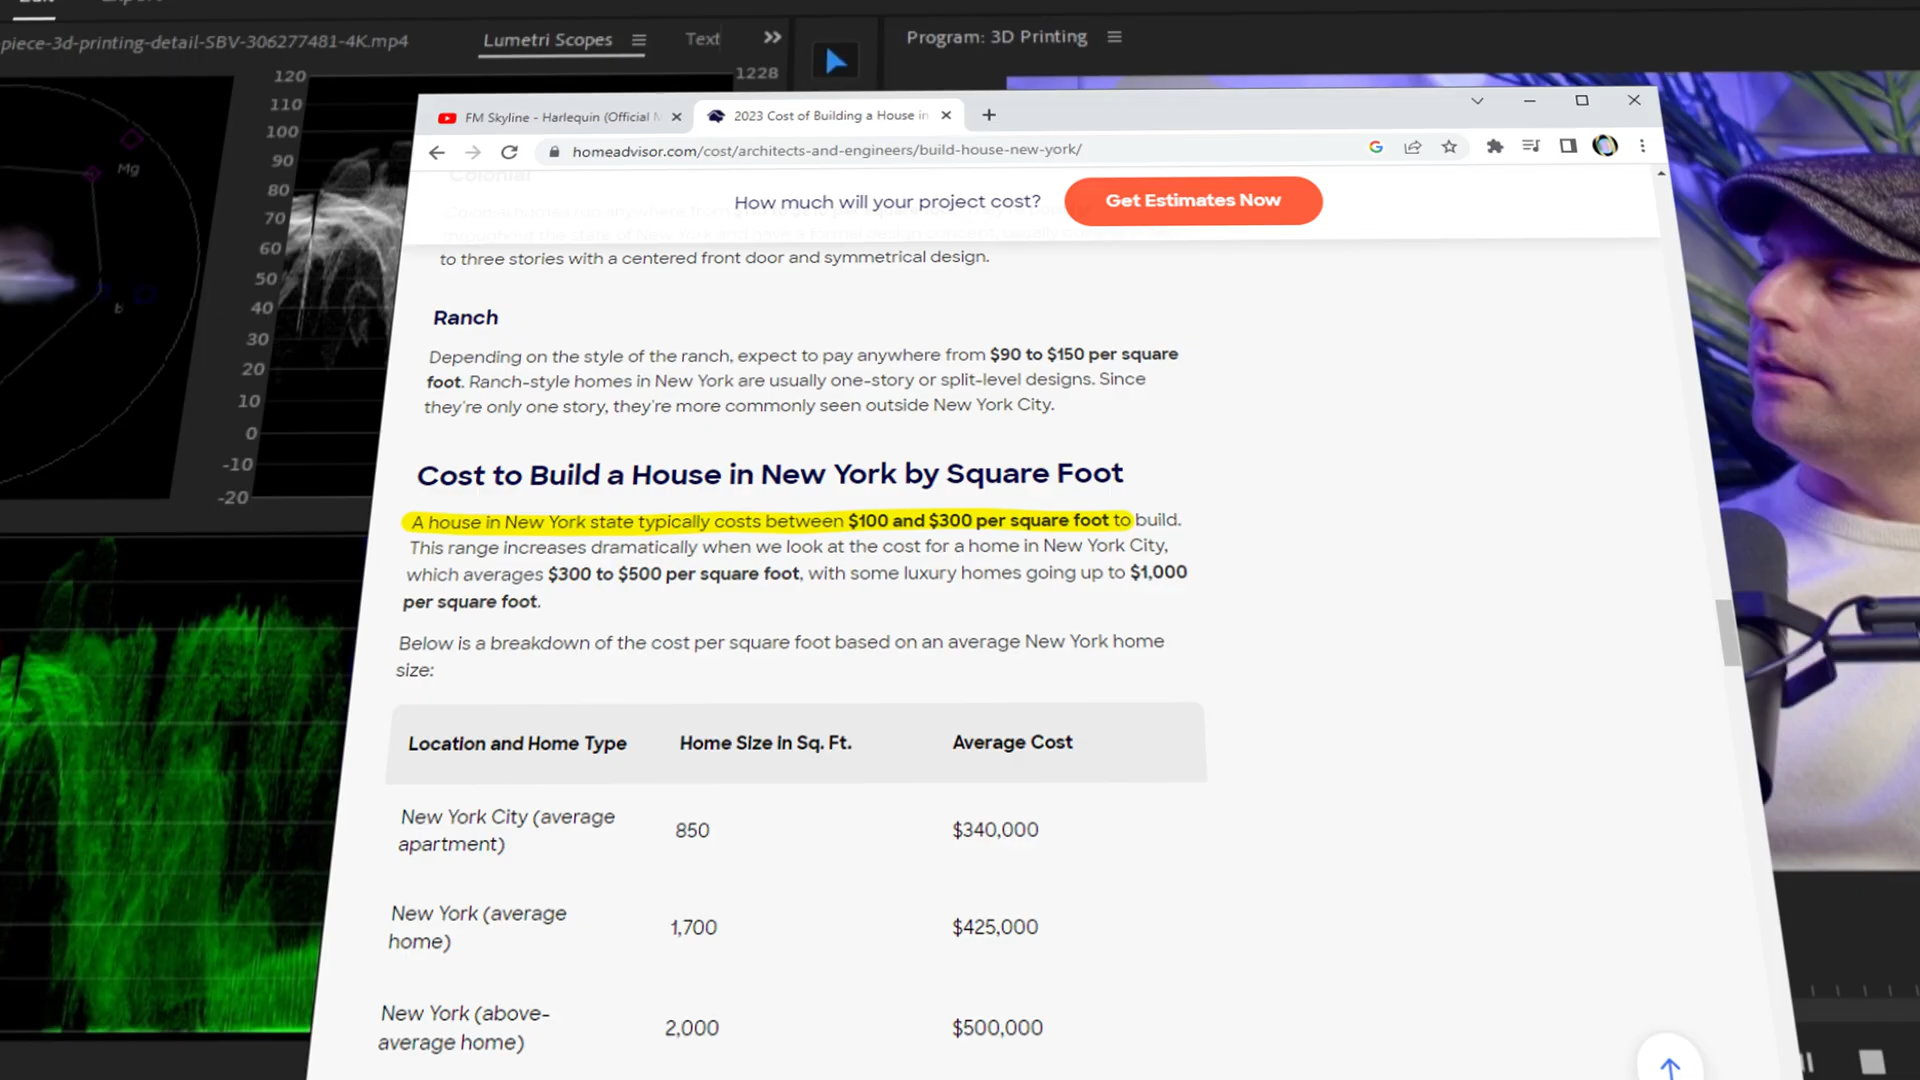 -piece-3d-printing-detail-SBV-306277481-4K.mp4
Lumetri Scopes
Text
Program: 3D Printing
1228
120
110
100
90
80
70
60
50
40
30
20
10
0
-10
-20
Mg
b
FM Skyline - Harlequin (Official
2023 Cost of Building a House in
homeadvisor.com/cost/architects-and-engineers/build-house-new-york/
Colonial
How much will your project cost?
Get Estimates Now
to three stories with a centered front door and symmetrical design.
Ranch
Depending on the style of the ranch, expect to pay anywhere from $90 to $150 per square
foot. Ranch-style homes in New York are usually one-story or split-level designs. Since
they're only one story, they're more commonly seen outside New York City.
Cost to Build a House in New York by Square Foot
A house in New York state typically costs between $100 and $300 per square foot to build.
This range increases dramatically when we look at the cost for a home in New York City,
which averages $300 to $500 per square foot, with some luxury homes going up to $1,000
per square foot.
Below is a breakdown of the cost per square foot based on an average New York home
size:
Location and Home Type
Home Size in Sq. Ft.
Average Cost
New York City (average
apartment)
850
$340,000
New York (average
home)
1,700
$425,000
New York (above-
average home)
2,000
$500,000